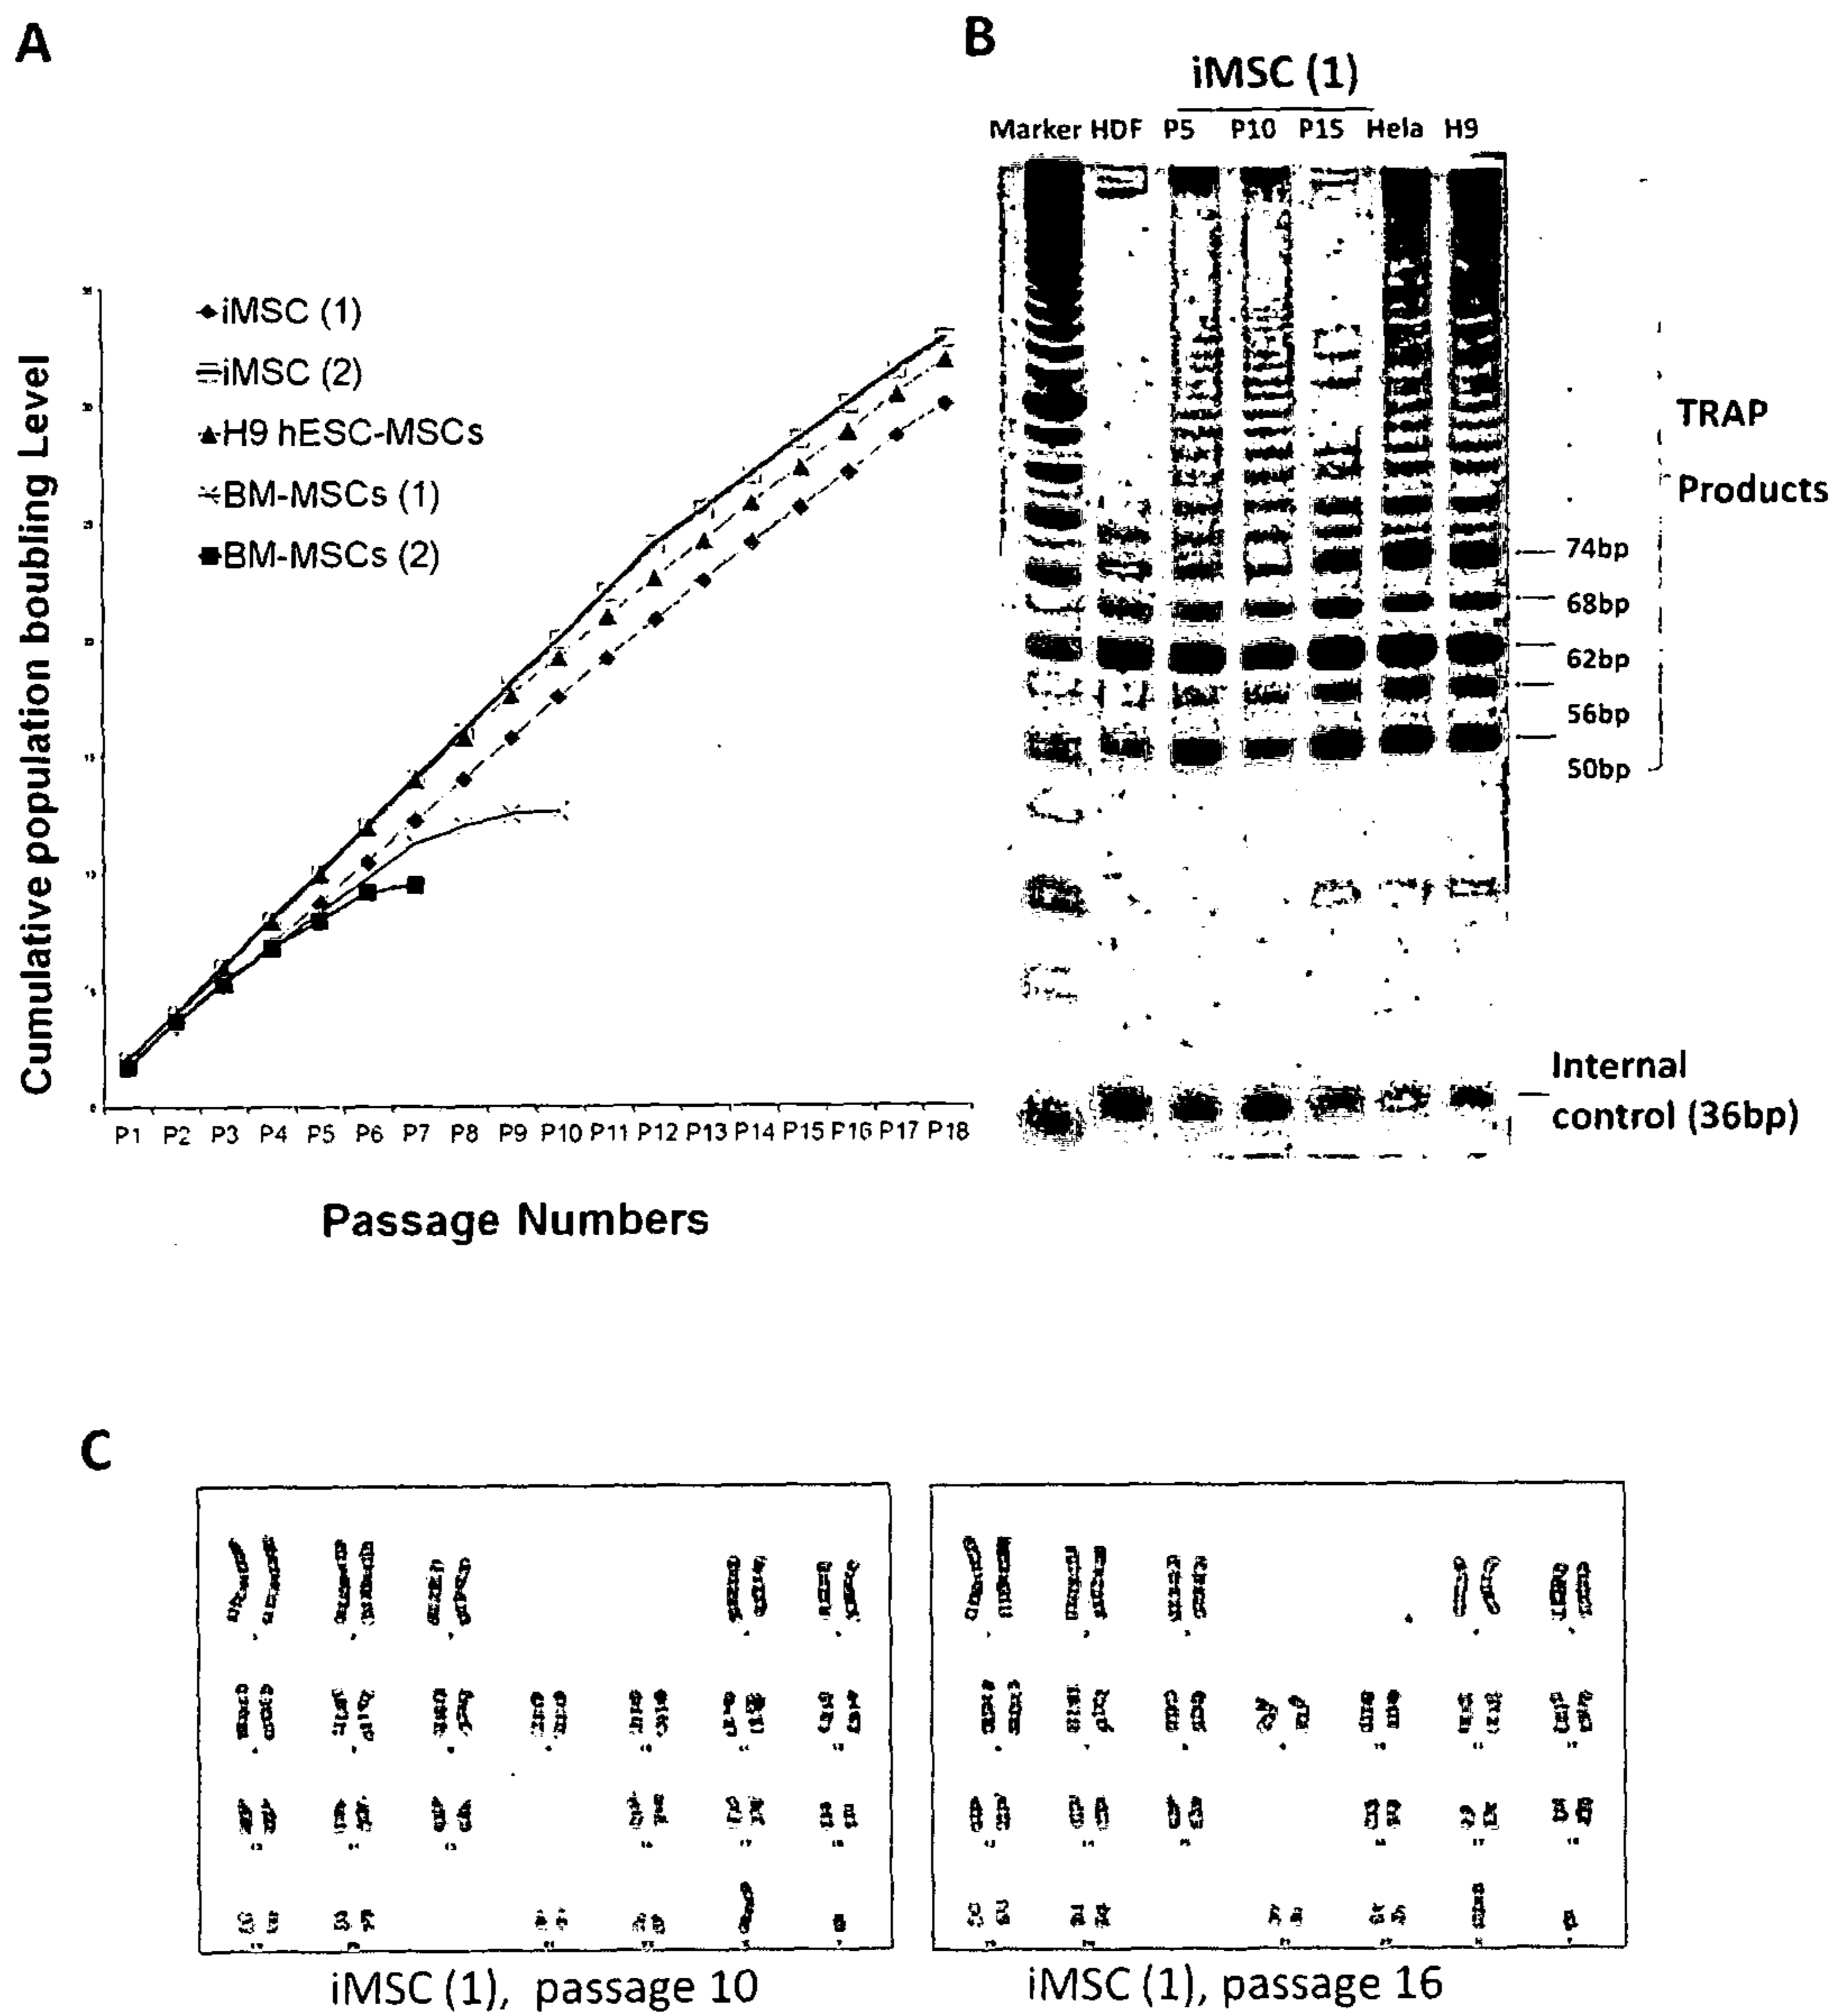 A
Cumulative population boubling Level
iMSC (1)
iMSC (2)
H9 hESC-MSCs
BM-MSCs (1)
BM-MSCs (2)
0
P1 P2 P3 P4 P5 P6 P7 P8 P9 P10 P11 P12 P13 P14 P15 P16 P17 P18
Passage Numbers
B
iMSC (1)
Marker HDF P5 P10 P15 Hela H9
TRAP
Products
74bp
68bp
62bp
56bp
50bp
Internal
control (36bp)
C
iMSC (1), passage 10
iMSC (1), passage 16